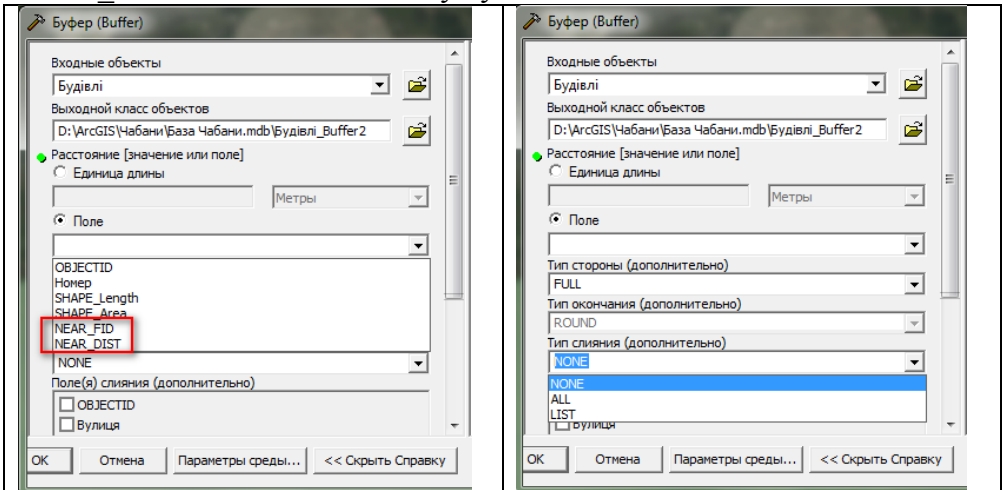 Буфер (Buffer)
Входные объекты
Будівлі
Выходной класс объектов
D:\ArcGIS\Чабани\База Чабани.mdb\Будівлі_Buffer2
Расстояние [значение или поле]
Единица длины
Метры
Поле
OBJECTID
Номер
SHAPE_Length
SHAPE_Area
NEAR_FID
NEAR_DIST
NONE
Поле(я) слияния (дополнительно)
OBJECTID
Вулиця
OK Отмена Параметры среды... << Скрыть Справку
Буфер (Buffer)
Входные объекты
Будівлі
Выходной класс объектов
D:\ArcGIS\Чабани\База Чабани.mdb\Будівлі_Buffer2
Расстояние [значение или поле]
Единица длины
Метры
Поле
Тип стороны (дополнительно)
FULL
Тип окончания (дополнительно)
ROUND
Тип слияния (дополнительно)
NONE
NONE
ALL
LIST
Вулиця
OK Отмена Параметры среды... << Скрыть Справку